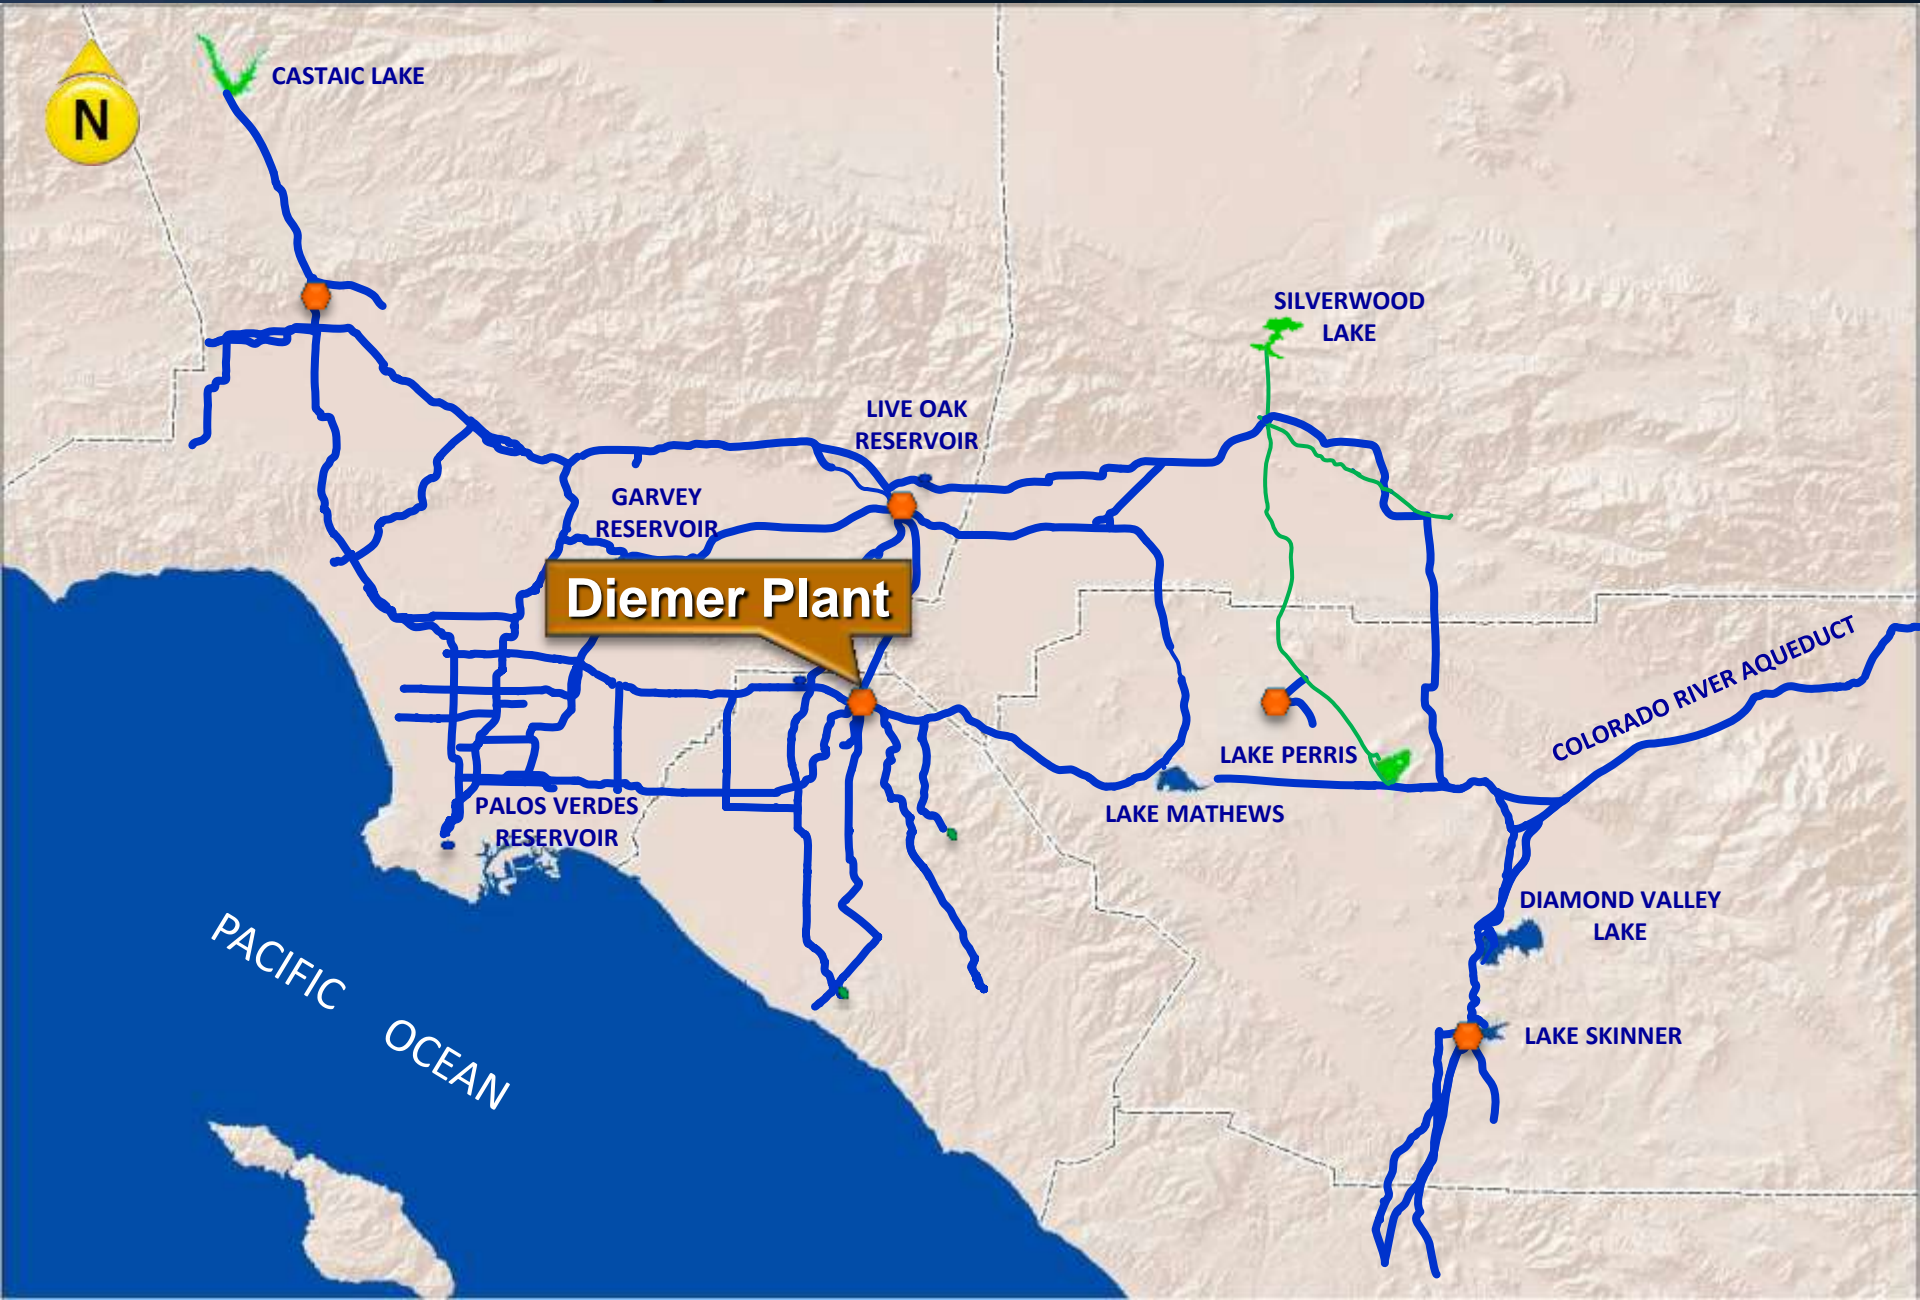 N
CASTAIC LAKE
SILVERWOOD
LAKE
LIVE OAK
RESERVOIR
GARVEY
RESERVOIR
Diemer Plant
COLORADO RIVER AQUEDUCT
LAKE PERRIS
LAKE MATHEWS
PALOS VERDES
RESERVOIR
DIAMOND VALLEY
LAKE
PACIFIC
OCEAN
LAKE SKINNER